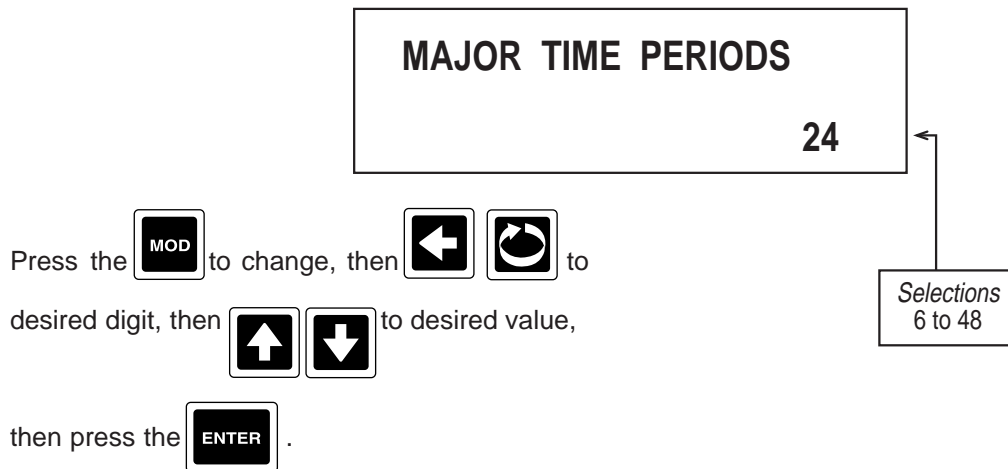 MAJOR TIME PERIODS
24
Press the MOD to change, then to
desired digit, then to desired value,
then press the ENTER .
Selections
6 to 48